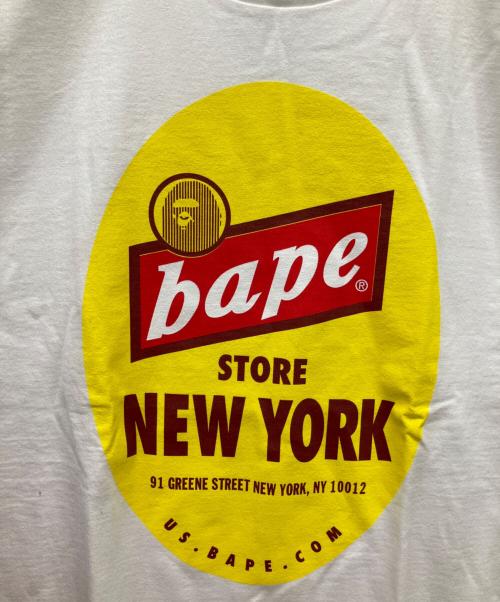 bape®
STORE
NEW YORK
91 GREENE STREET NEW YORK, NY 10012
US.BAPE.COM